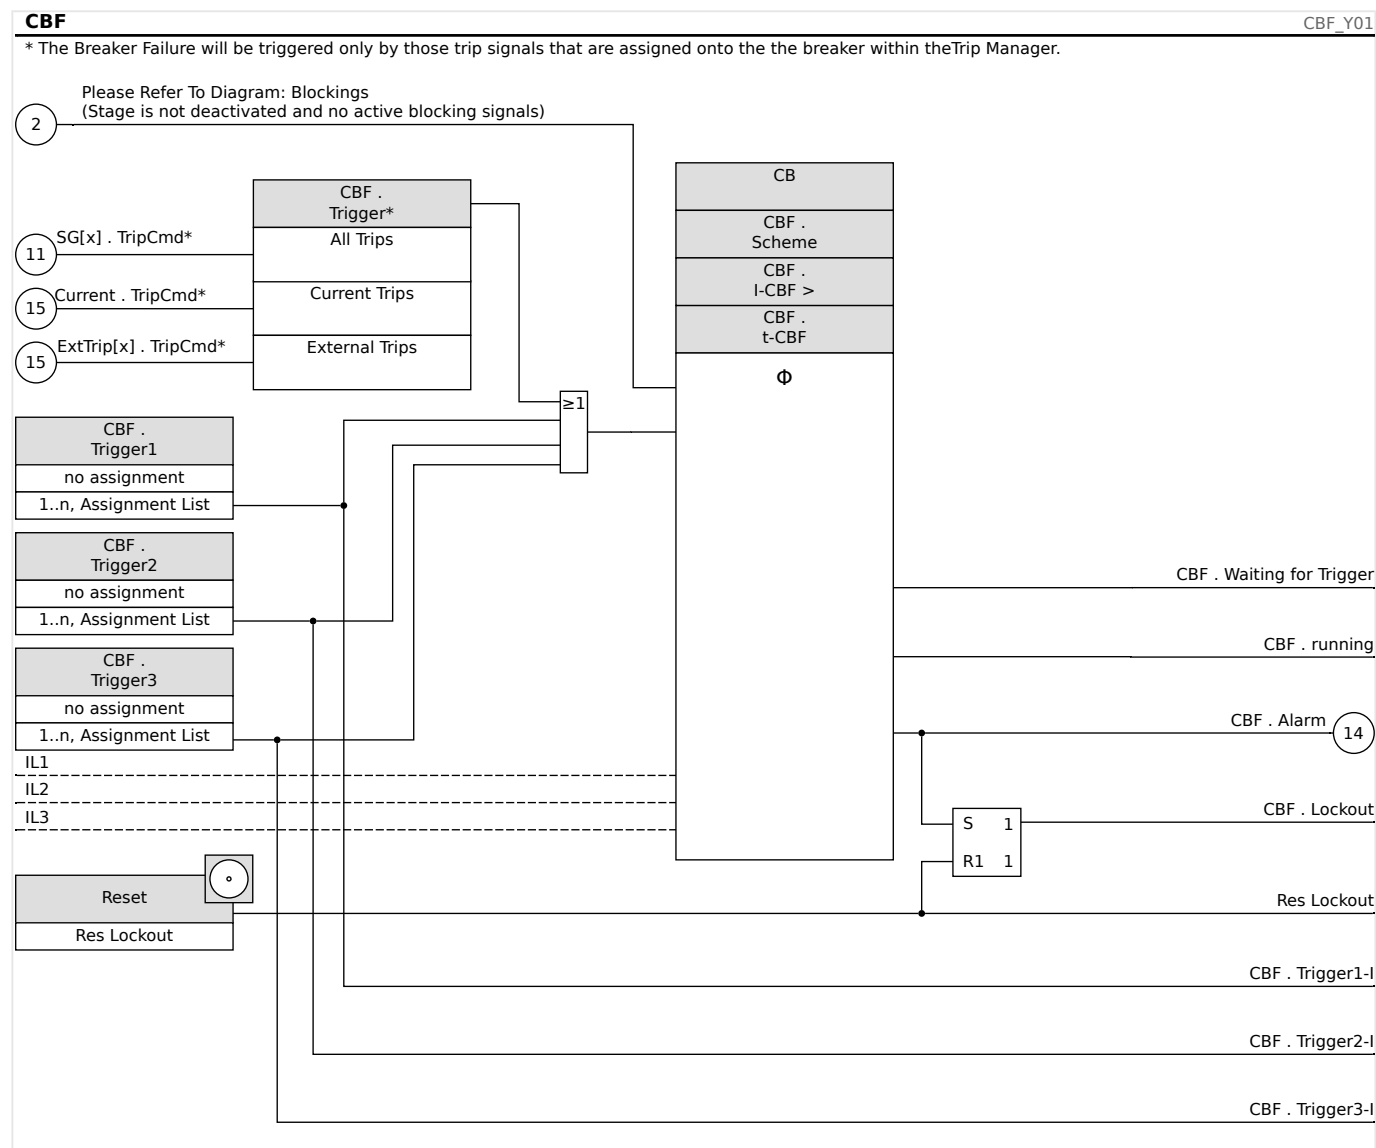 CBF
CBF_Y01
* The Breaker Failure will be triggered only by those trip signals that are assigned onto the the breaker within theTrip Manager.
Please Refer To Diagram: Blockings
(Stage is not deactivated and no active blocking signals)
2
CBF .
Trigger*
All Trips
Current Trips
External Trips
SG[x] . TripCmd*
11
Current . TripCmd*
15
ExtTrip[x] . TripCmd*
15
CB
CBF .
Scheme
CBF .
I-CBF >
CBF .
t-CBF
Φ
≥1
CBF .
Trigger1
no assignment
1..n, Assignment List
CBF .
Trigger2
no assignment
1..n, Assignment List
CBF .
Trigger3
no assignment
1..n, Assignment List
IL1
IL2
IL3
Reset
Res Lockout
CBF . Waiting for Trigger
CBF . running
CBF . Alarm
14
S 1
R1 1
CBF . Lockout
Res Lockout
CBF . Trigger1-I
CBF . Trigger2-I
CBF . Trigger3-I